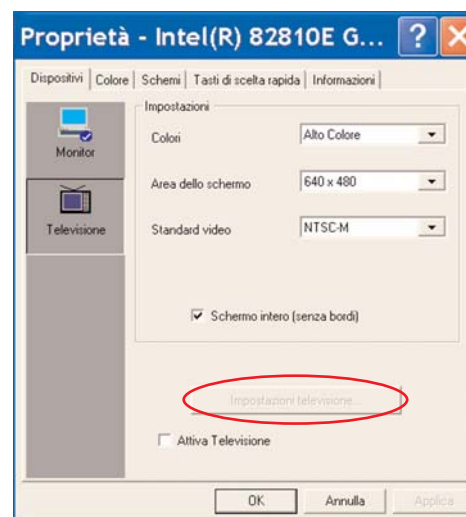 Proprietà - Intel(R) 82810E G... ?
Dispositivi Colore Schemi Tasti di scelta rapida Informazioni
Monitor
Televisione
Impostazioni
Colori Alto Colore
Area dello schermo 640 x 480
Standard video NTSC-M
Schermo intero (senza bordi)
Impostazioni televisione...
Attiva Televisione
OK Annulla Applica